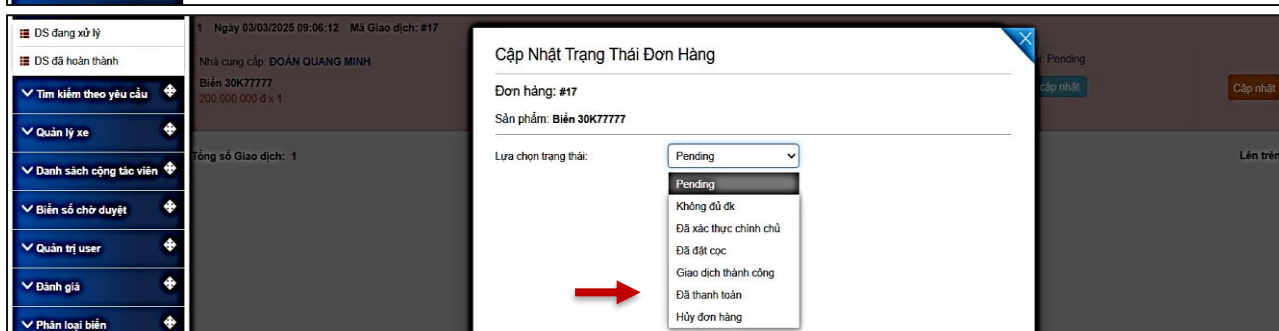 DS đang xử lý
DS đã hoàn thành
Tìm kiếm theo yêu cầu
Quản lý xe
Danh sách cộng tác viên
Biển số chờ duyệt
Quản trị user
Đánh giá
Phân loại biển
1 Ngày 03/03/2025 09:06:12 Mã Giao dịch: #17
Nhà cung cấp: ĐOÀN QUANG MINH
Biển 30K77777
200.000.000 đ x 1
Tổng số Giao dịch: 1
Cập Nhật Trạng Thái Đơn Hàng
Đơn hàng: #17
Sản phẩm: Biển 30K77777
Lựa chọn trạng thái: Pending
Pending
Không đủ đk
Đã xác thực chính chủ
Đã đặt cọc
Giao dịch thành công
Đã thanh toán
Hủy đơn hàng
: Pending
cập nhật
Cập nhật
Lên trên